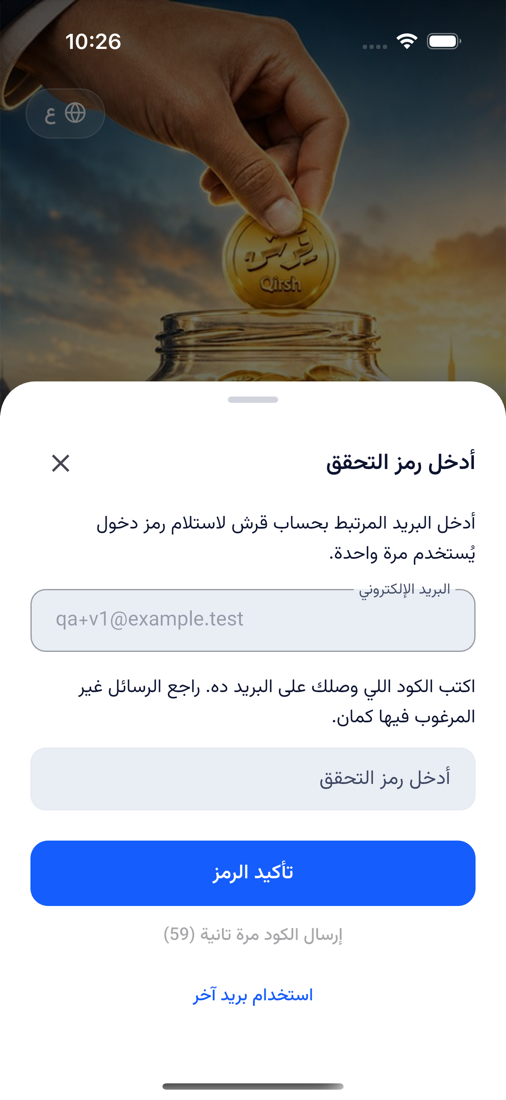 10:26
ع
قرش
Qirsh
أدخل رمز التحقق
أدخل البريد المرتبط بحساب قرش لاستلام رمز دخول
يُستخدم مرة واحدة.
البريد الإلكتروني
qa+v1@example.test
اكتب الكود اللي وصلك على البريد ده. راجع الرسائل غير
المرغوب فيها كمان.
أدخل رمز التحقق
تأكيد الرمز
إرسال الكود مرة تانية (59)
استخدام بريد آخر